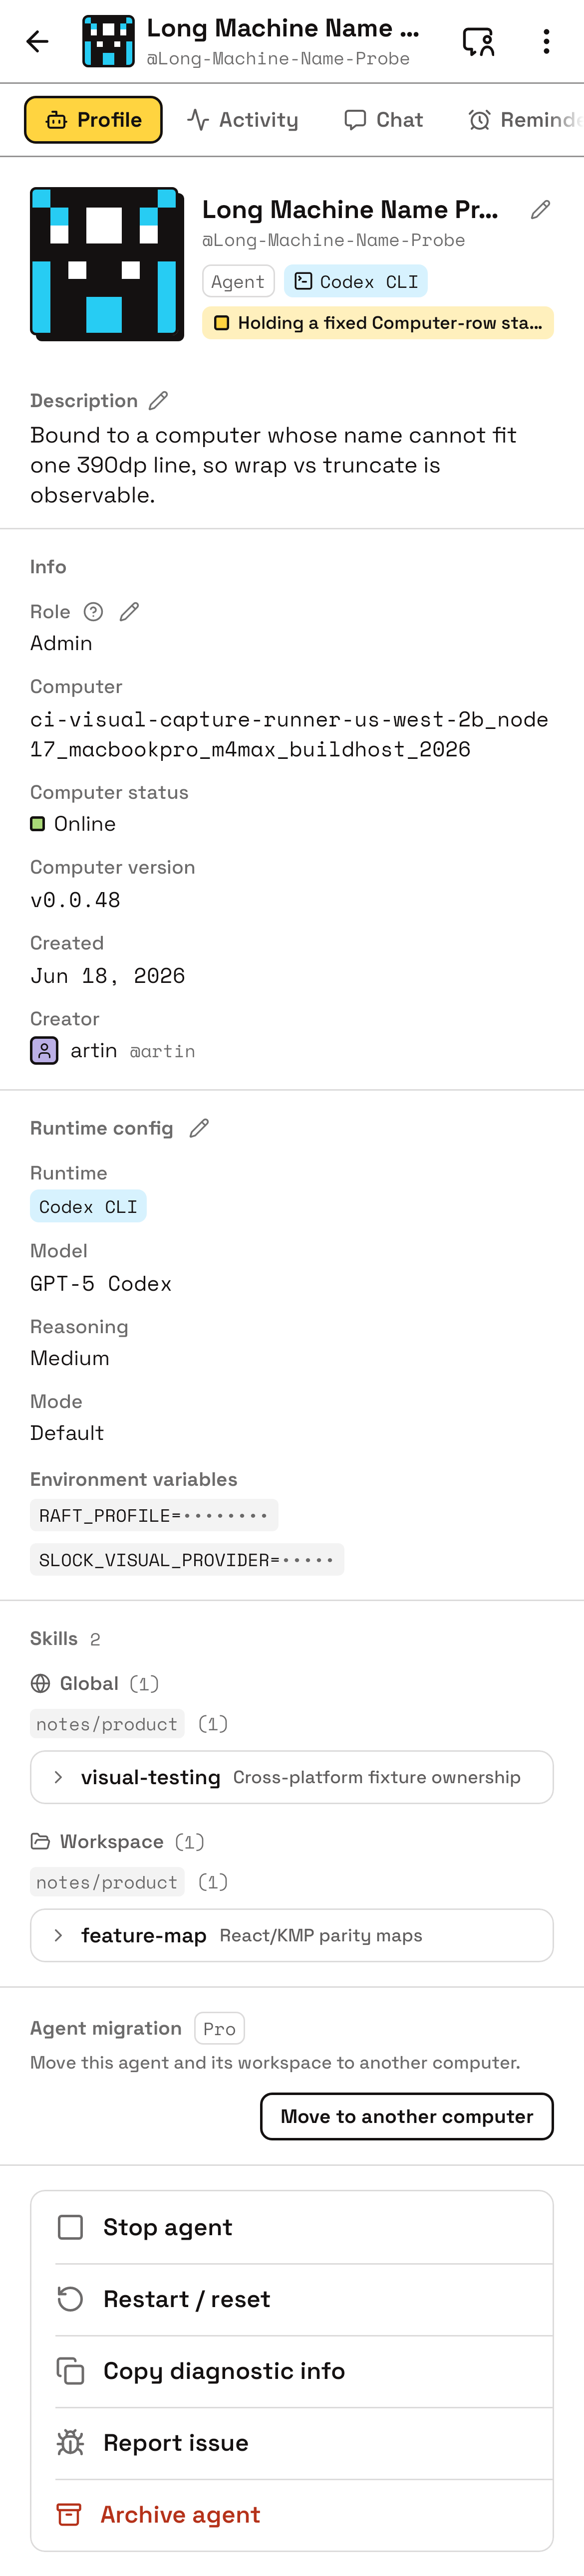 Long Machine Name ...
@Long-Machine-Name-Probe
Profile
Activity
Chat
Reminde
Long Machine Name Pr...
@Long-Machine-Name-Probe
Agent
Codex CLI
Holding a fixed Computer-row sta...
Description
Bound to a computer whose name cannot fit
one 390dp line, so wrap vs truncate is
observable.
Info
Role
Admin
Computer
ci-visual-capture-runner-us-west-2b_node
17_macbookpro_m4max_buildhost_2026
Computer status
Online
Computer version
v0.0.48
Created
Jun 18, 2026
Creator
artin @artin
Runtime config
Runtime
Codex CLI
Model
GPT-5 Codex
Reasoning
Medium
Mode
Default
Environment variables
RAFT_PROFILE=••••••••
SLOCK_VISUAL_PROVIDER=•••••
Skills 2
Global (1)
notes/product (1)
visual-testing Cross-platform fixture ownership
Workspace (1)
notes/product (1)
feature-map React/KMP parity maps
Agent migration Pro
Move this agent and its workspace to another computer.
Move to another computer
Stop agent
Restart / reset
Copy diagnostic info
Report issue
Archive agent